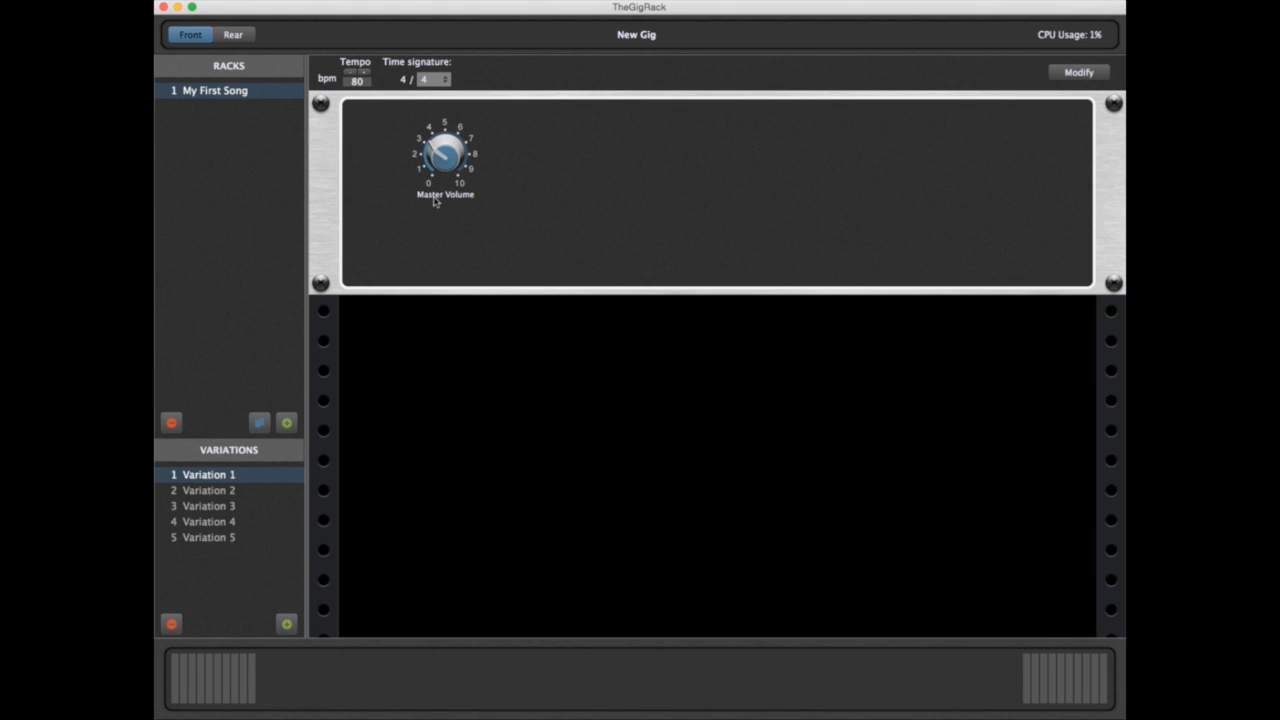 TheGigRack
Front Rear New Gig CPU Usage: 1%
RACKS
1 My First Song
bpm Tempo 80 Time signature: 4 / 4 Modify
0 1 2 3 4 5 6 7 8 9 10
Master Volume
VARIATIONS
1 Variation 1
2 Variation 2
3 Variation 3
4 Variation 4
5 Variation 5